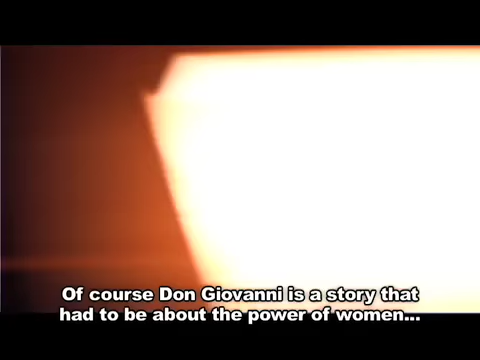 Of course Don Giovanni is a story that
had to be about the power of women...